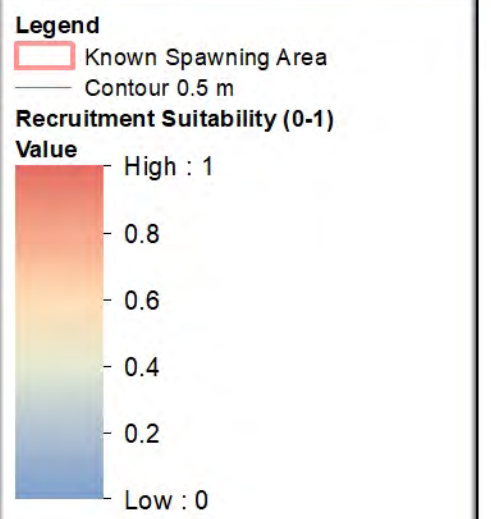 Legend
Known Spawning Area
Contour 0.5 m
Recruitment Suitability (0-1)
Value
High : 1
0.8
0.6
0.4
0.2
Low : 0